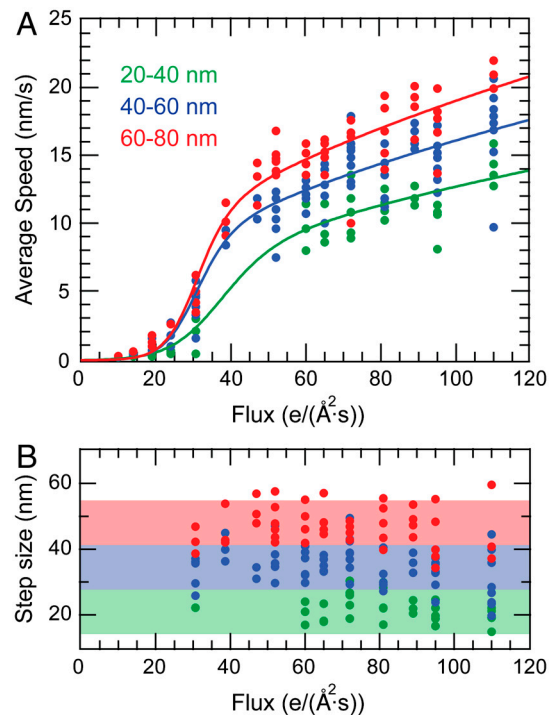 A
25
20
15
10
5
0
Average Speed (nm/s)
20-40 nm
40-60 nm
60-80 nm
0 20 40 60 80 100 120
Flux (e/(Å²·s))
B
60
40
20
Step size (nm)
0 20 40 60 80 100 120
Flux (e/(Å²·s))